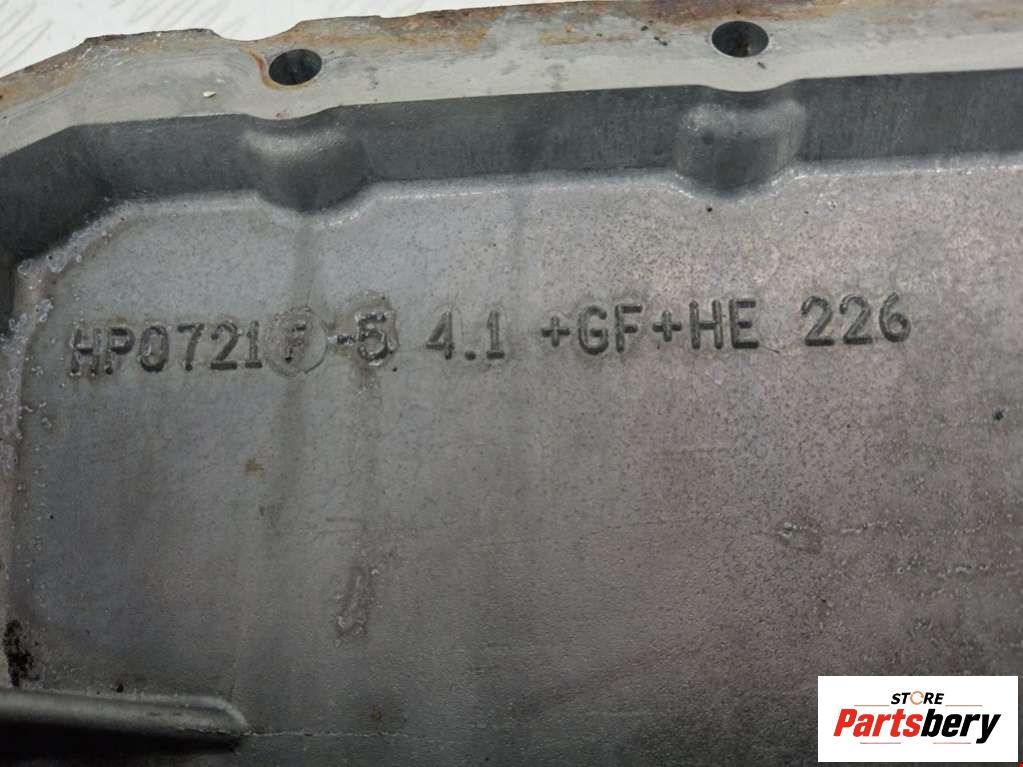 HP0721F-5 4.1 +GF+HE 226
STORE
Partsbery